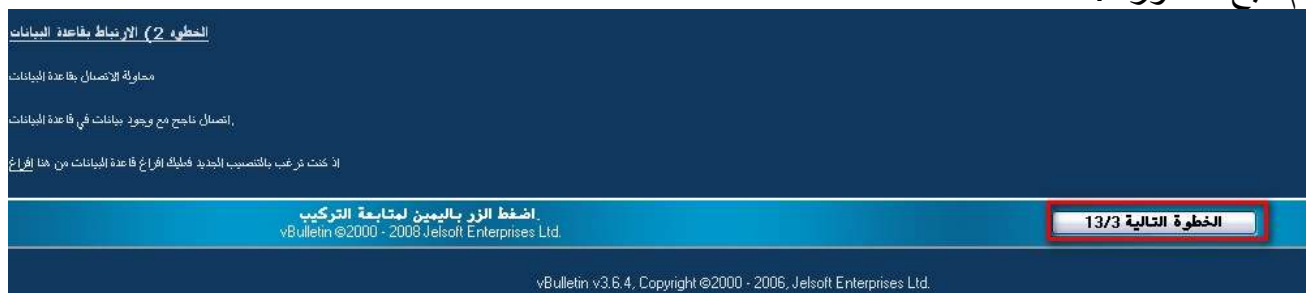 الخطوه 2) الارتباط بقاعدة البيانات
محاولة الاتصال بقاعدة البيانات
.اتصال ناجح مع وجود بيانات في قاعدة البيانات
اذ كنت ترغب بالتصيب الجديد فعليك افراغ قاعدة البيانات من هنا إفراغ
.اضغط الزر باليمين لمتابعة التركيب
vBulletin ©2000 - 2008 Jelsoft Enterprises Ltd.
الخطوة التالية 13/3
vBulletin v3.6.4, Copyright ©2000 - 2006, Jelsoft Enterprises Ltd.